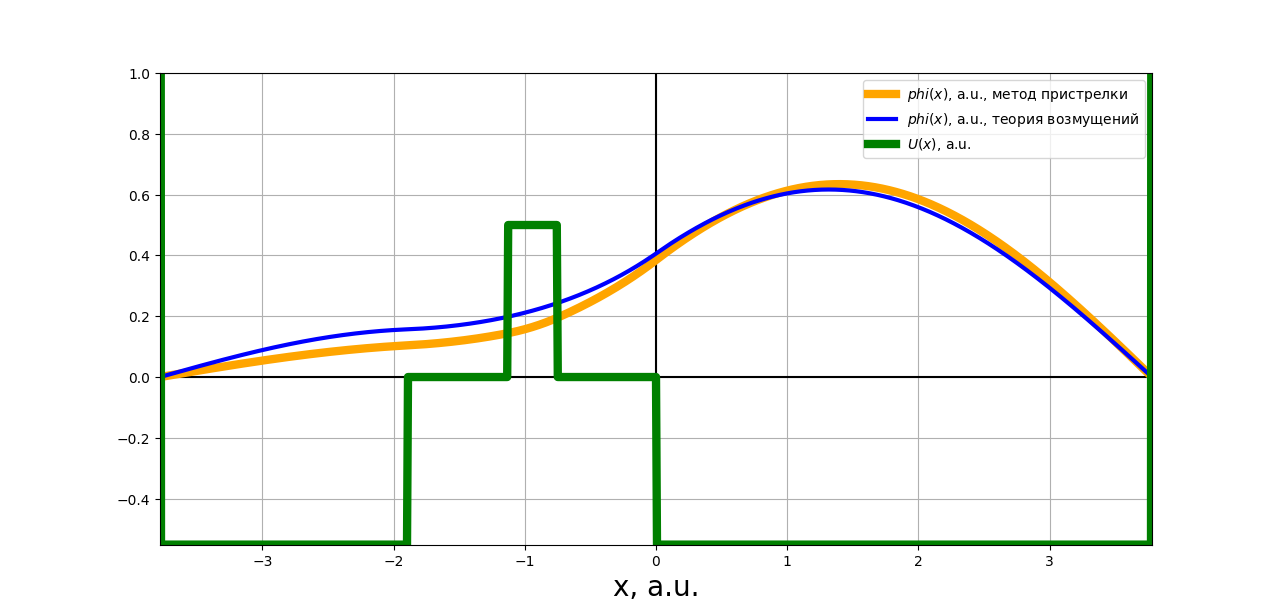 1.0
0.8
0.6
0.4
0.2
0.0
−0.2
−0.4
phi(x), a.u., метод пристрелки
phi(x), a.u., теория возмущений
U(x), a.u.
−3 −2 −1 0 1 2 3
x, a.u.